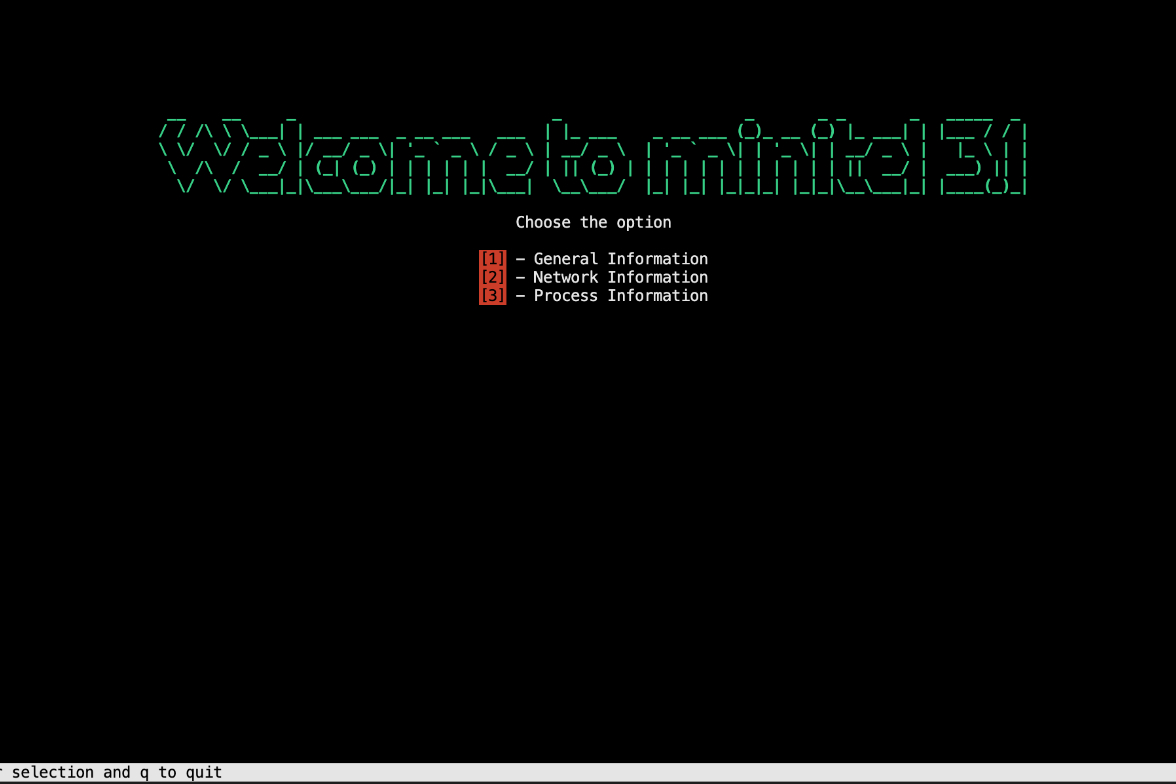 Welcome to minitel 3.1
Choose the option
[1] – General Information
[2] – Network Information
[3] – Process Information
selection and q to quit